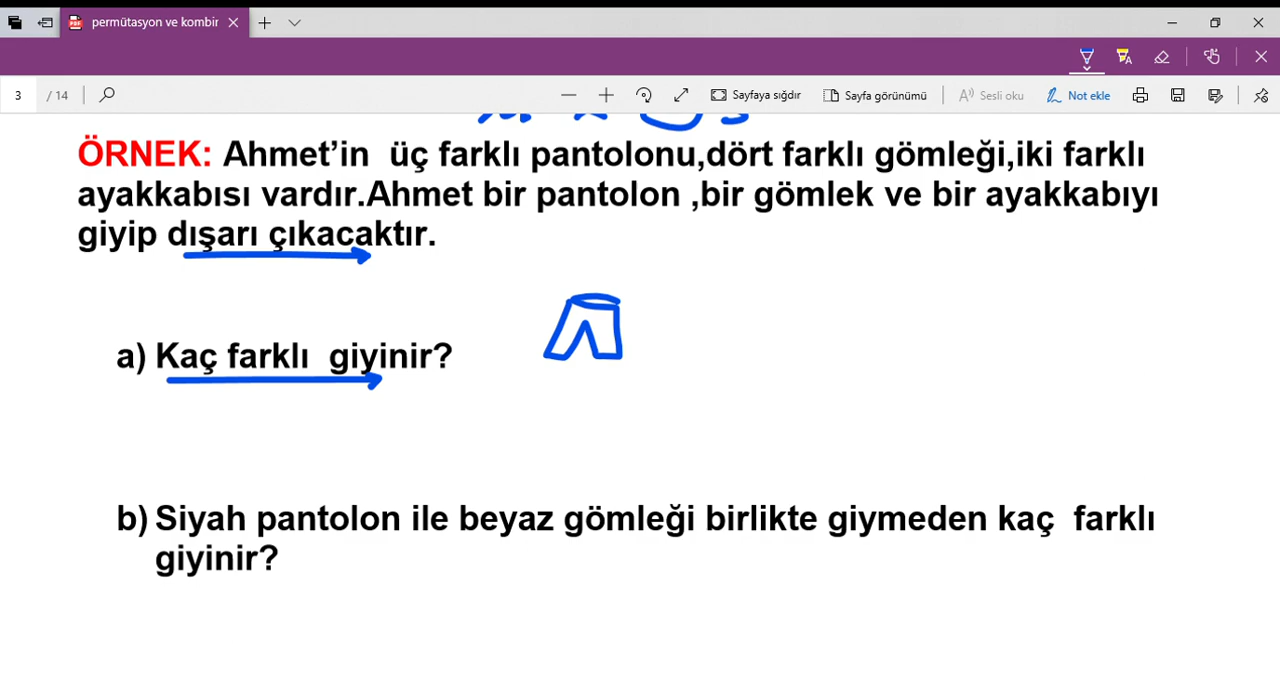 permütasyon ve kombir
3 / 14
Sayfaya sığdır
Sayfa görünümü
Sesli oku
Not ekle
ÖRNEK: Ahmet’in üç farklı pantolonu,dört farklı gömleği,iki farklı
ayakkabısı vardır.Ahmet bir pantolon ,bir gömlek ve bir ayakkabıyı
giyip dışarı çıkacaktır.
a) Kaç farklı giyinir?
b) Siyah pantolon ile beyaz gömleği birlikte giymeden kaç farklı
giyinir?